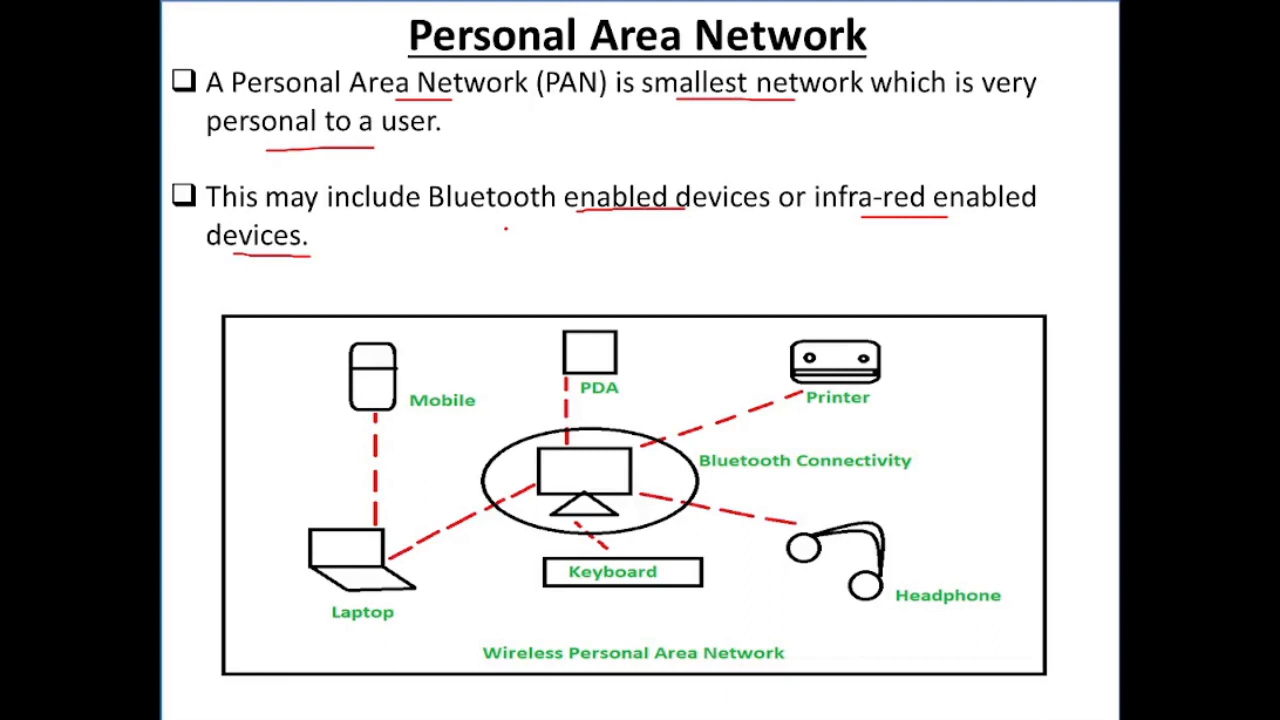 Personal Area Network
A Personal Area Network (PAN) is smallest network which is very
personal to a user.
This may include Bluetooth enabled devices or infra-red enabled
devices.
Mobile
PDA
Printer
Bluetooth Connectivity
Keyboard
Headphone
Laptop
Wireless Personal Area Network